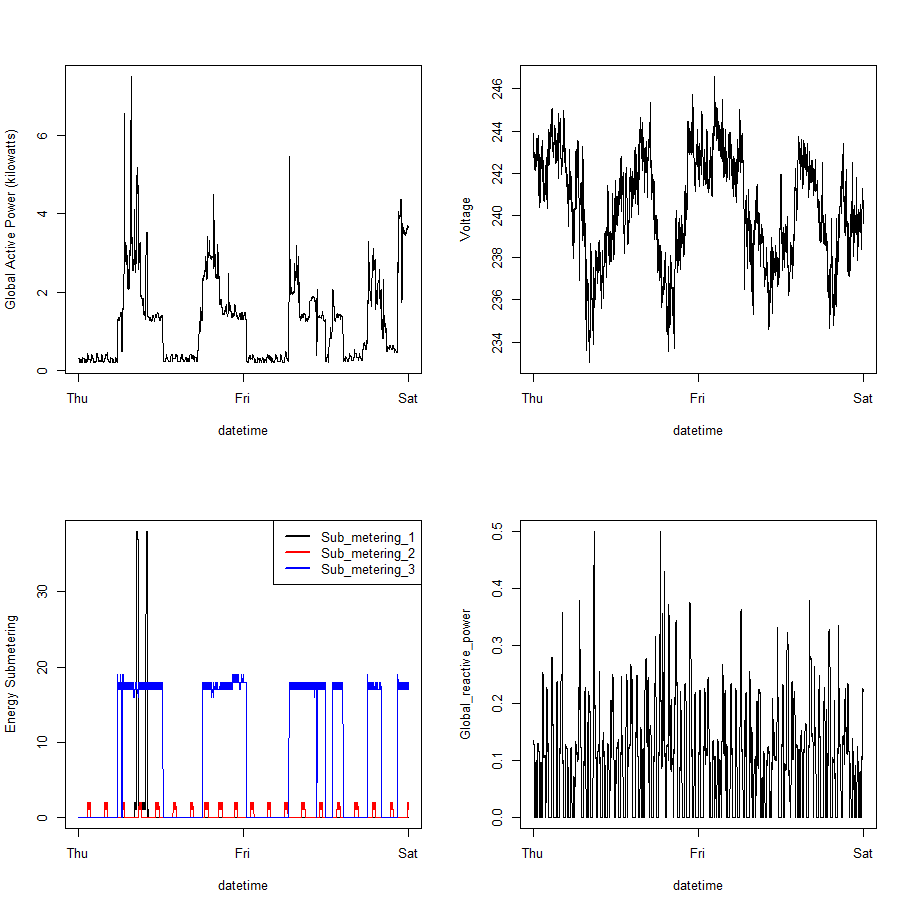 Global Active Power (kilowatts)
0
2
4
6
Thu
Fri
Sat
datetime
Voltage
234
236
238
240
242
244
246
Thu
Fri
Sat
datetime
Energy Submetering
0
10
20
30
Sub_metering_1
Sub_metering_2
Sub_metering_3
Thu
Fri
Sat
datetime
Global_reactive_power
0.0
0.1
0.2
0.3
0.4
0.5
Thu
Fri
Sat
datetime